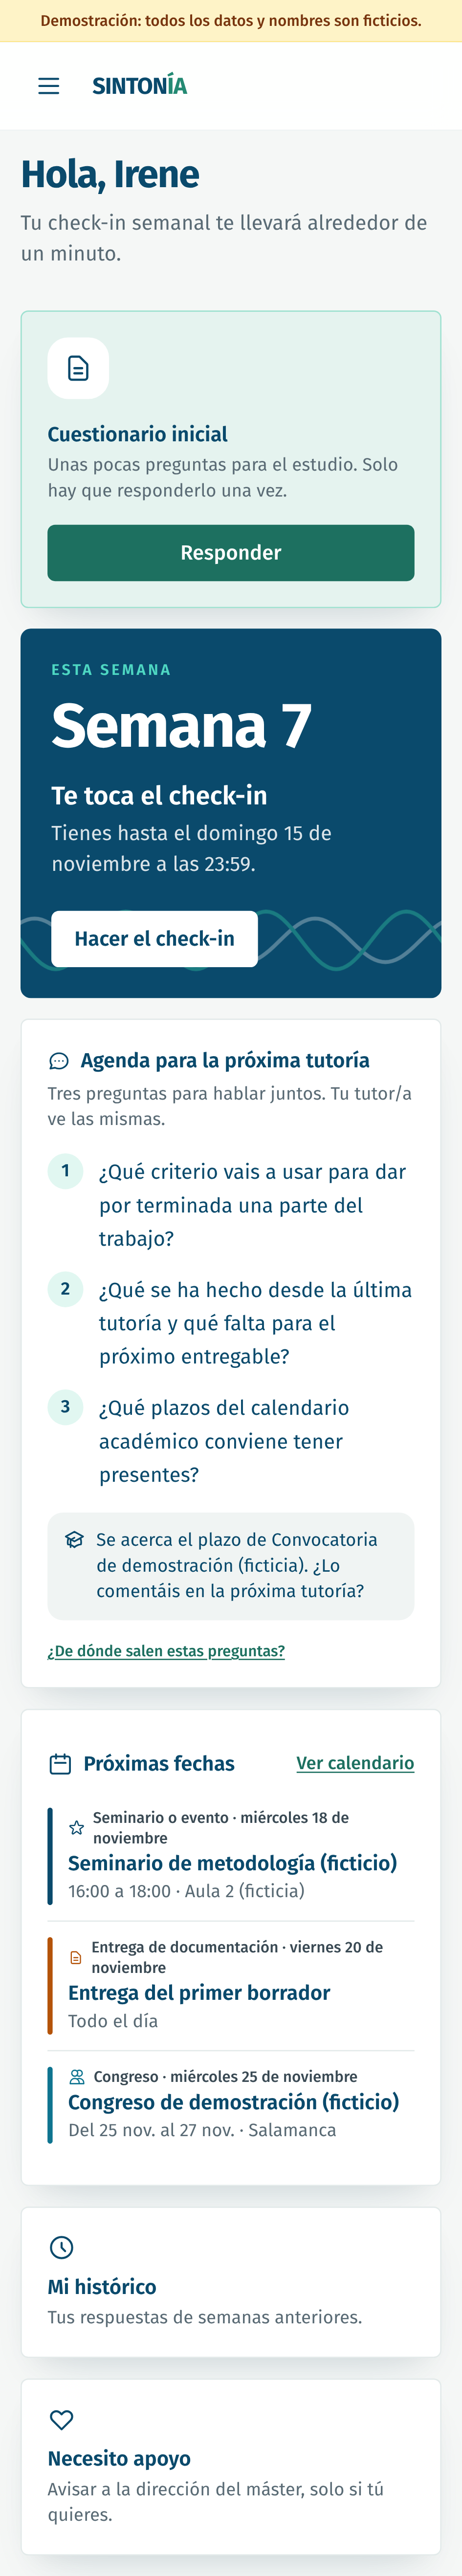 Demostración: todos los datos y nombres son ficticios.
SINTONÍA
Hola, Irene
Tu check-in semanal te llevará alrededor de
un minuto.
Cuestionario inicial
Unas pocas preguntas para el estudio. Solo
hay que responderlo una vez.
Responder
ESTA SEMANA
Semana 7
Te toca el check-in
Tienes hasta el domingo 15 de
noviembre a las 23:59.
Hacer el check-in
Agenda para la próxima tutoría
Tres preguntas para hablar juntos. Tu tutor/a
ve las mismas.
1 ¿Qué criterio vais a usar para dar
por terminada una parte del
trabajo?
2 ¿Qué se ha hecho desde la última
tutoría y qué falta para el
próximo entregable?
3 ¿Qué plazos del calendario
académico conviene tener
presentes?
Se acerca el plazo de Convocatoria
de demostración (ficticia). ¿Lo
comentáis en la próxima tutoría?
¿De dónde salen estas preguntas?
Próximas fechas Ver calendario
Seminario o evento · miércoles 18 de
noviembre
Seminario de metodología (ficticio)
16:00 a 18:00 · Aula 2 (ficticia)
Entrega de documentación · viernes 20 de
noviembre
Entrega del primer borrador
Todo el día
Congreso · miércoles 25 de noviembre
Congreso de demostración (ficticio)
Del 25 nov. al 27 nov. · Salamanca
Mi histórico
Tus respuestas de semanas anteriores.
Necesito apoyo
Avisar a la dirección del máster, solo si tú
quieres.